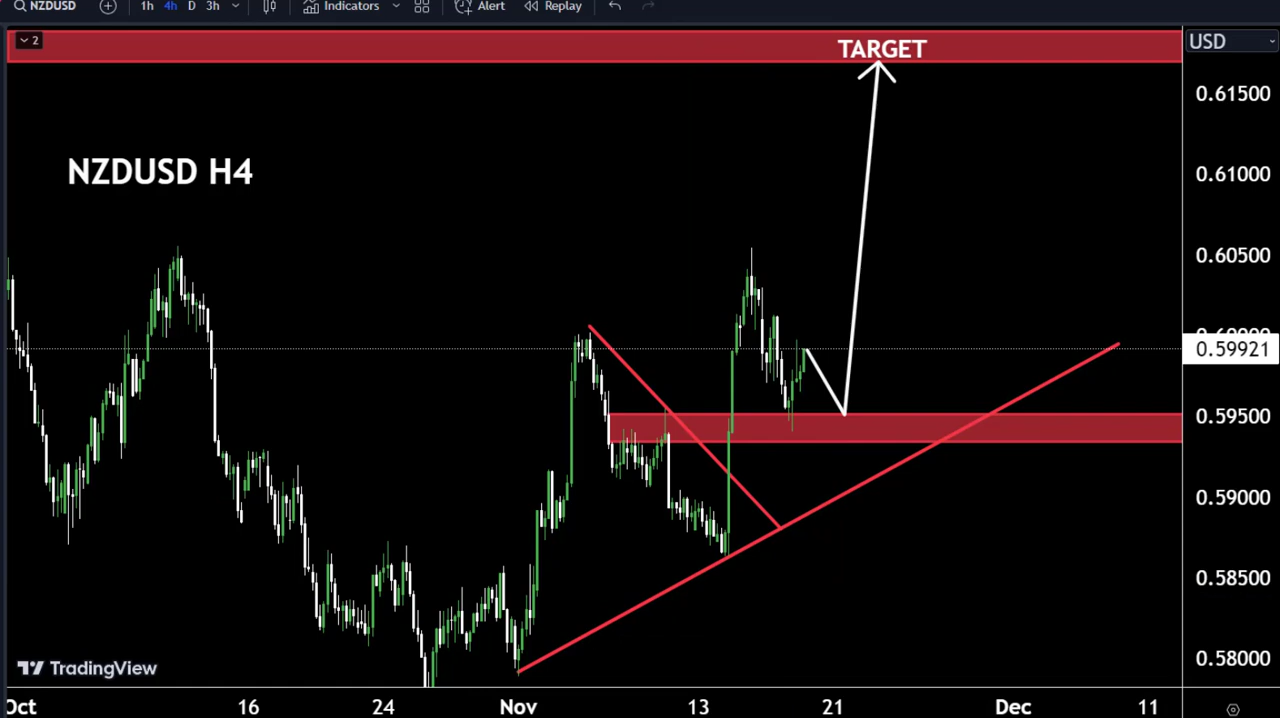 NZDUSD 1h 4h D 3h Indicators Alert Replay
2
TARGET
USD
0.61500
NZDUSD H4
0.61000
0.60500
0.59921
0.59500
0.59000
0.58500
0.58000
TradingView
Oct 16 24 Nov 13 21 Dec 11